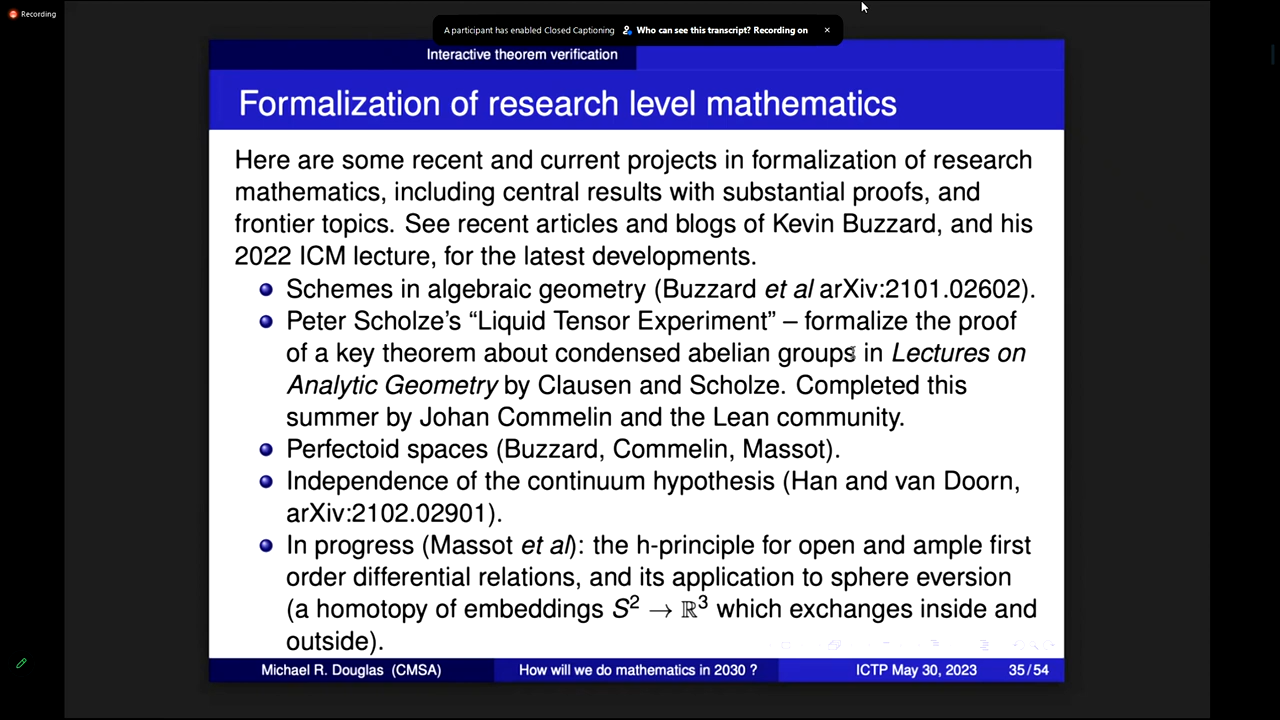 Recording
A participant has enabled Closed Captioning Who can see this transcript? Recording on
Interactive theorem verification
Formalization of research level mathematics
Here are some recent and current projects in formalization of research
mathematics, including central results with substantial proofs, and
frontier topics. See recent articles and blogs of Kevin Buzzard, and his
2022 ICM lecture, for the latest developments.
Schemes in algebraic geometry (Buzzard et al arXiv:2101.02602).
Peter Scholze's “Liquid Tensor Experiment” – formalize the proof
of a key theorem about condensed abelian groups in Lectures on
Analytic Geometry by Clausen and Scholze. Completed this
summer by Johan Commelin and the Lean community.
Perfectoid spaces (Buzzard, Commelin, Massot).
Independence of the continuum hypothesis (Han and van Doorn,
arXiv:2102.02901).
In progress (Massot et al): the h-principle for open and ample first
order differential relations, and its application to sphere eversion
(a homotopy of embeddings S² → ℝ³ which exchanges inside and
outside).
Michael R. Douglas (CMSA) How will we do mathematics in 2030 ? ICTP May 30, 2023 35/54